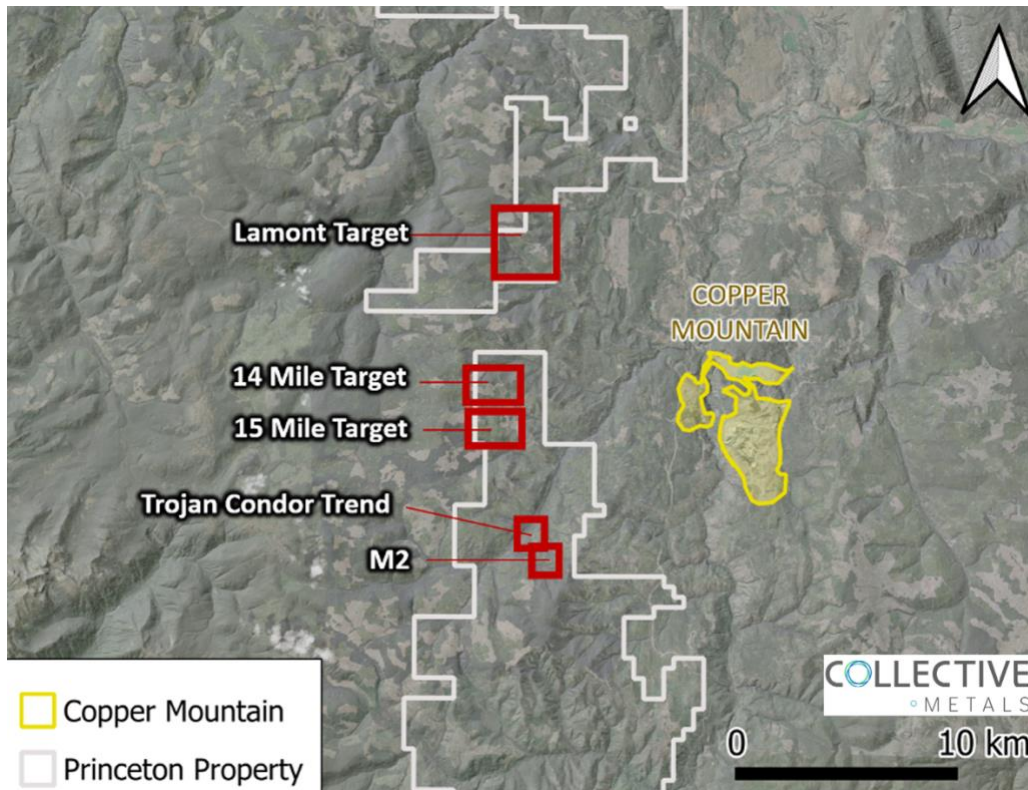 Lamont Target
COPPER
MOUNTAIN
14 Mile Target
15 Mile Target
Trojan Condor Trend
M2
Copper Mountain
Princeton Property
COLLECTIVE
METALS
0 10 km